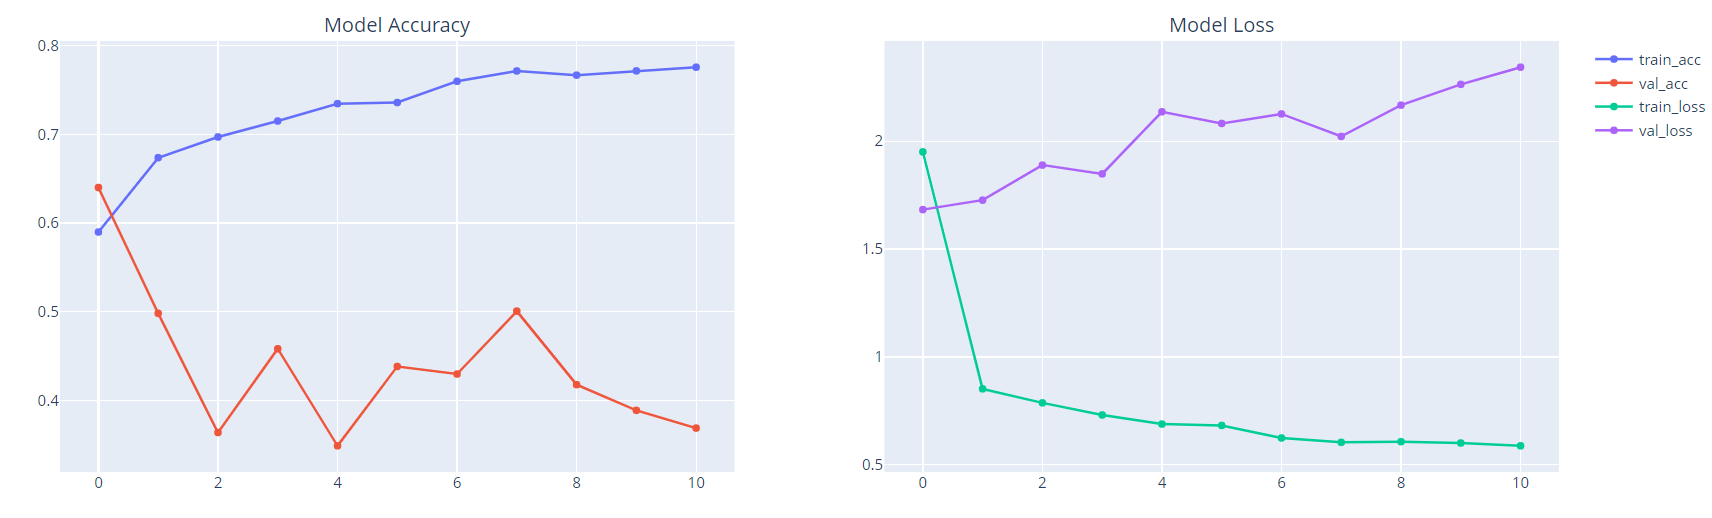 Model Accuracy
0.8
0.7
0.6
0.5
0.4
0 2 4 6 8 10
Model Loss
2
1.5
1
0.5
0 2 4 6 8 10
train_acc
val_acc
train_loss
val_loss